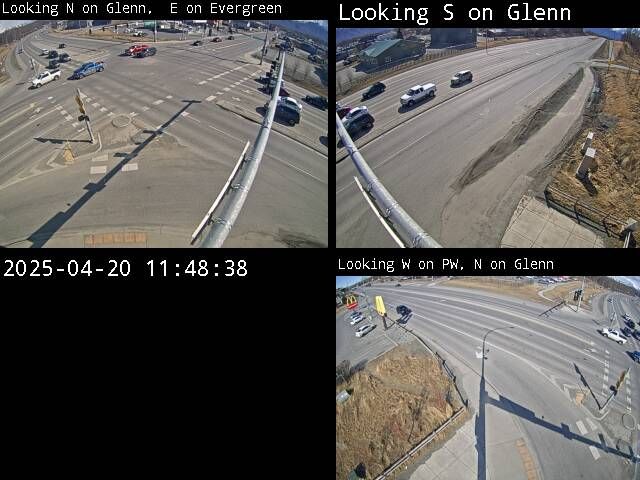 Looking N on Glenn, E on Evergreen
Looking S on Glenn
2025-04-20 11:48:38
Looking W on PW, N on Glenn